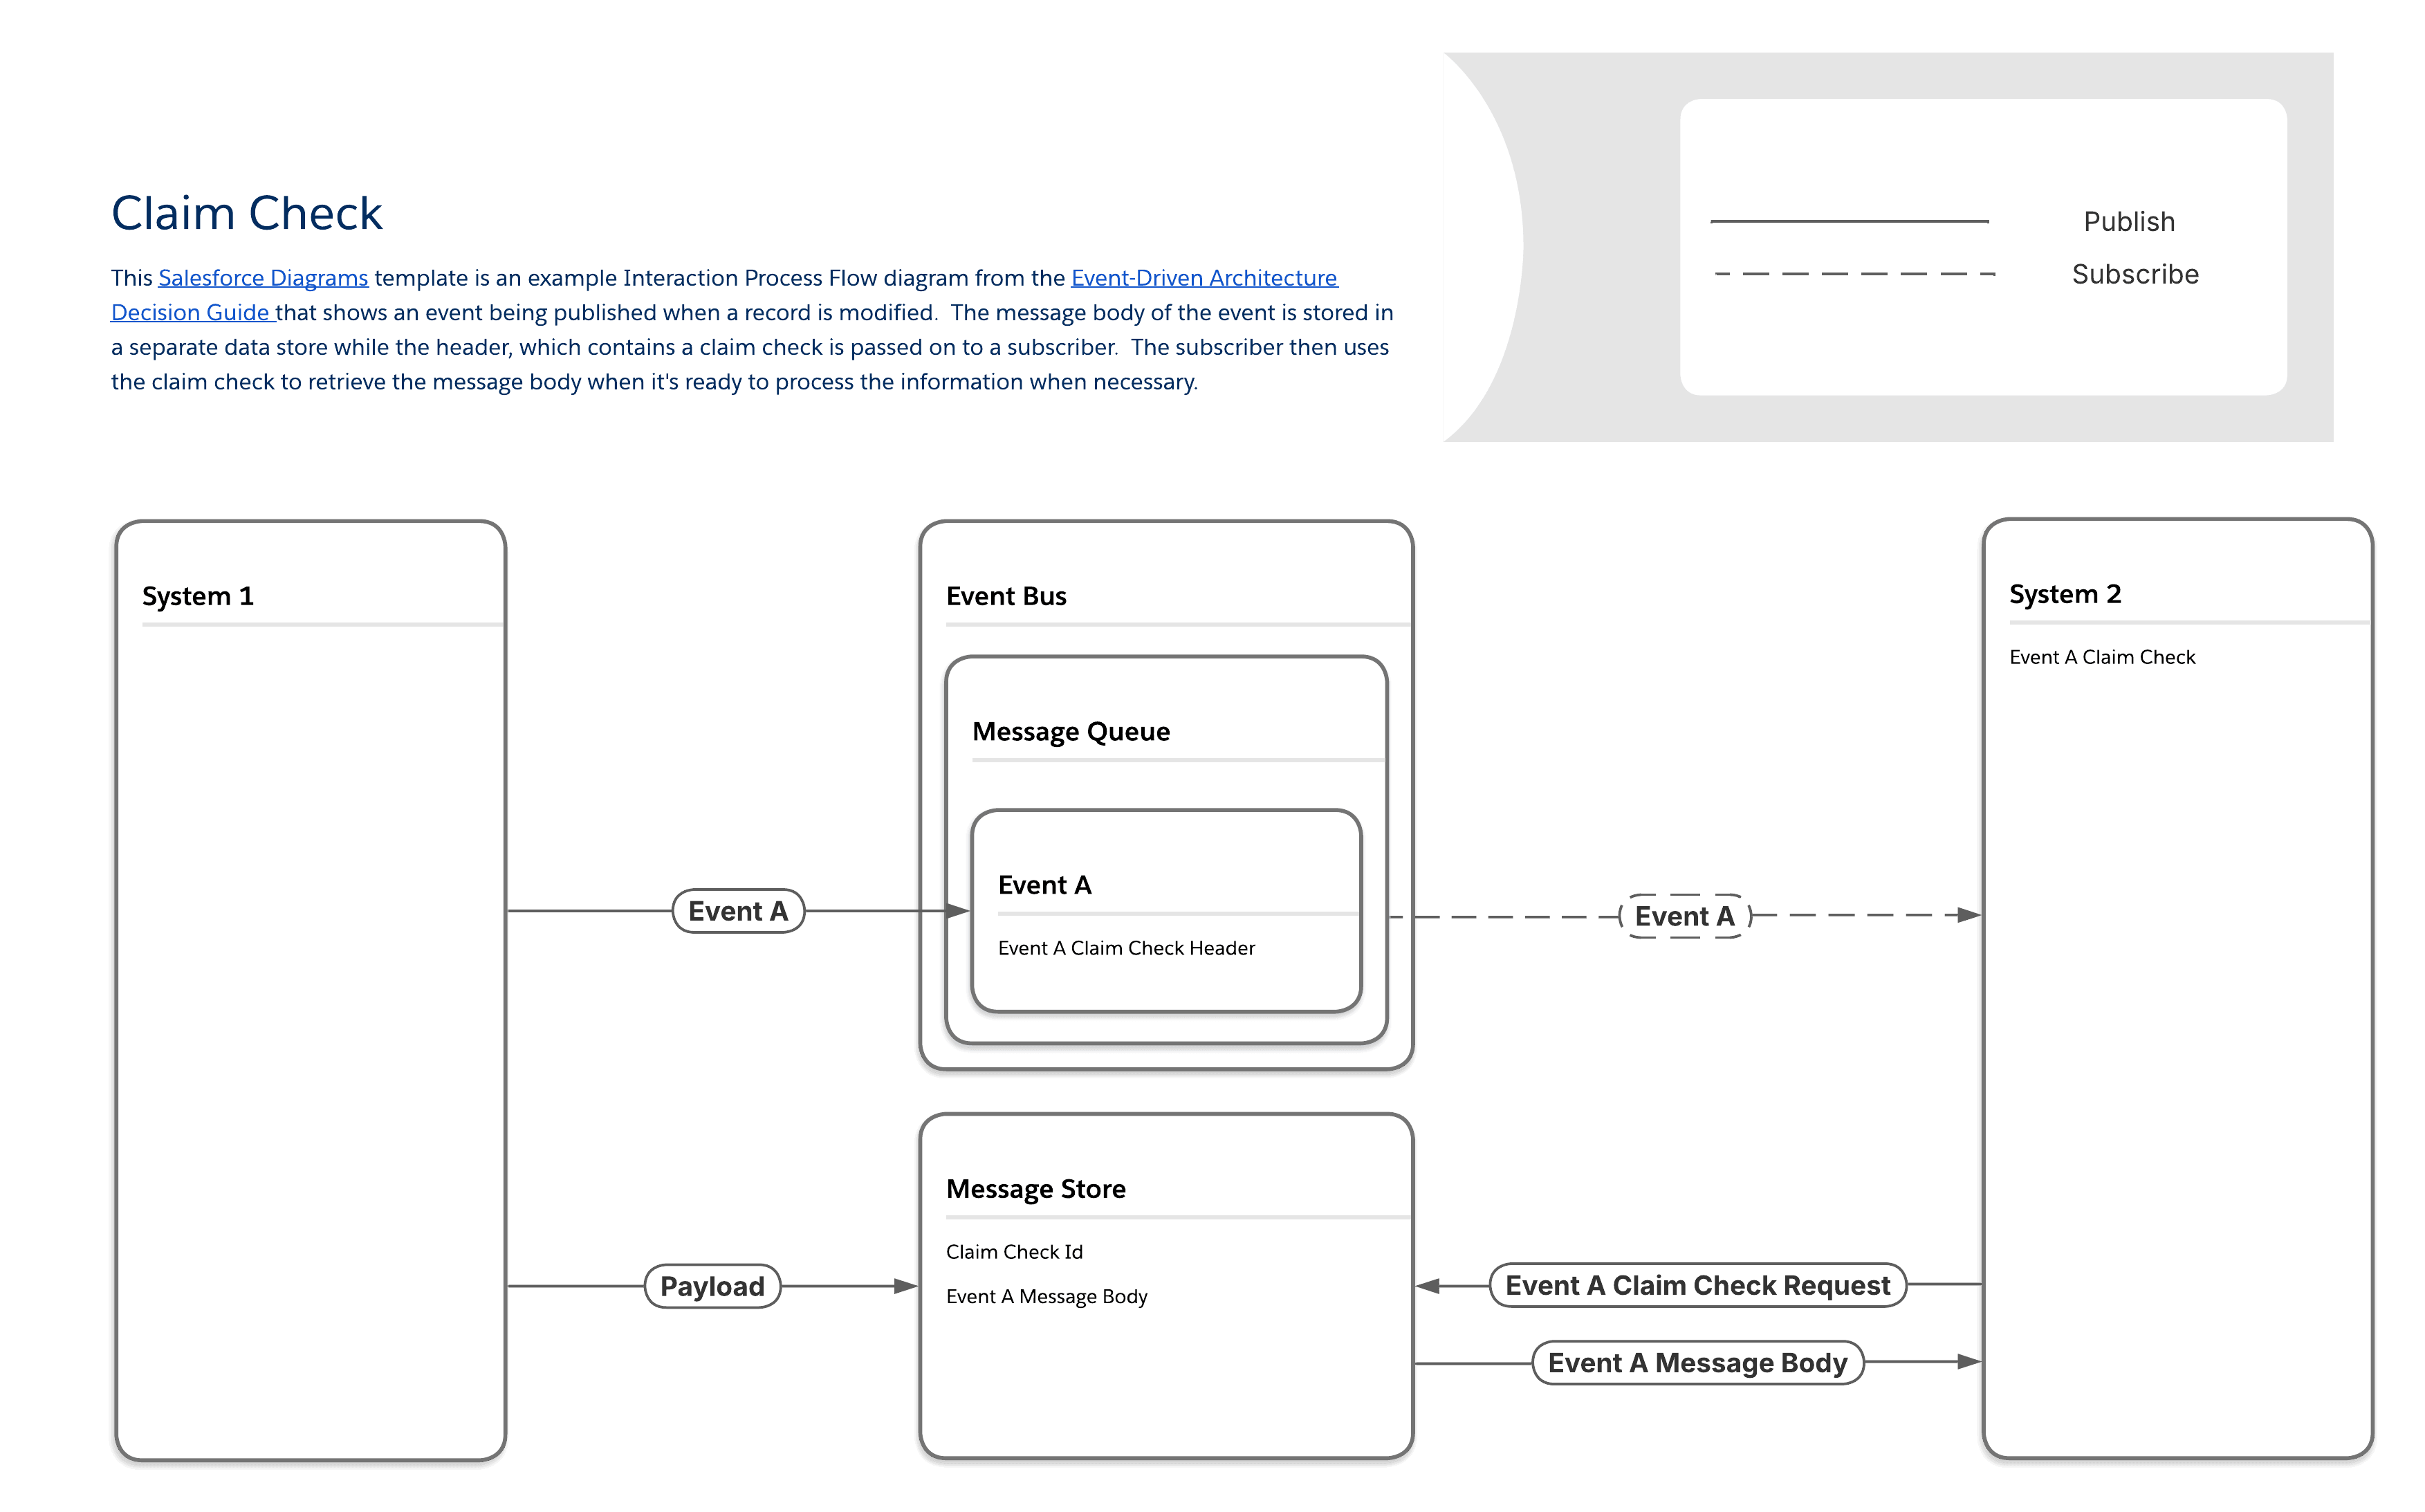 Claim Check
This Salesforce Diagrams template is an example Interaction Process Flow diagram from the Event-Driven Architecture
Decision Guide that shows an event being published when a record is modified.  The message body of the event is stored in
a separate data store while the header, which contains a claim check is passed on to a subscriber.  The subscriber then uses
the claim check to retrieve the message body when it's ready to process the information when necessary.
Publish
Subscribe
System 1
Event A
Payload
Event Bus
Message Queue
Event A
Event A Claim Check Header
Message Store
Claim Check Id
Event A Message Body
Event A
Event A Claim Check Request
Event A Message Body
System 2
Event A Claim Check